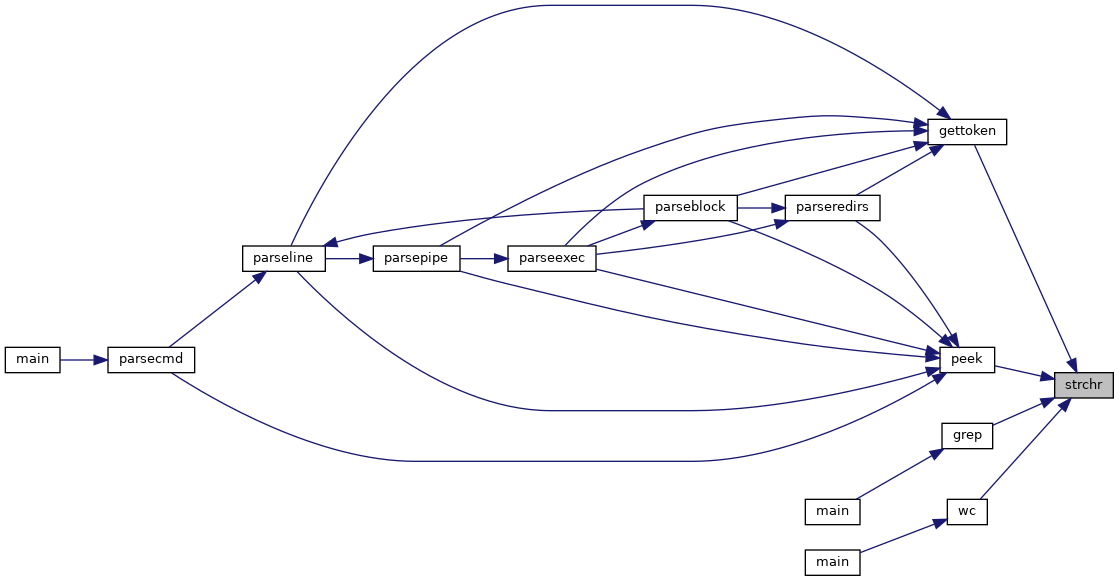 gettoken
parseblock
parseredirs
parseline
parsepipe
parseexec
main
parsecmd
peek
strchr
grep
main
wc
main